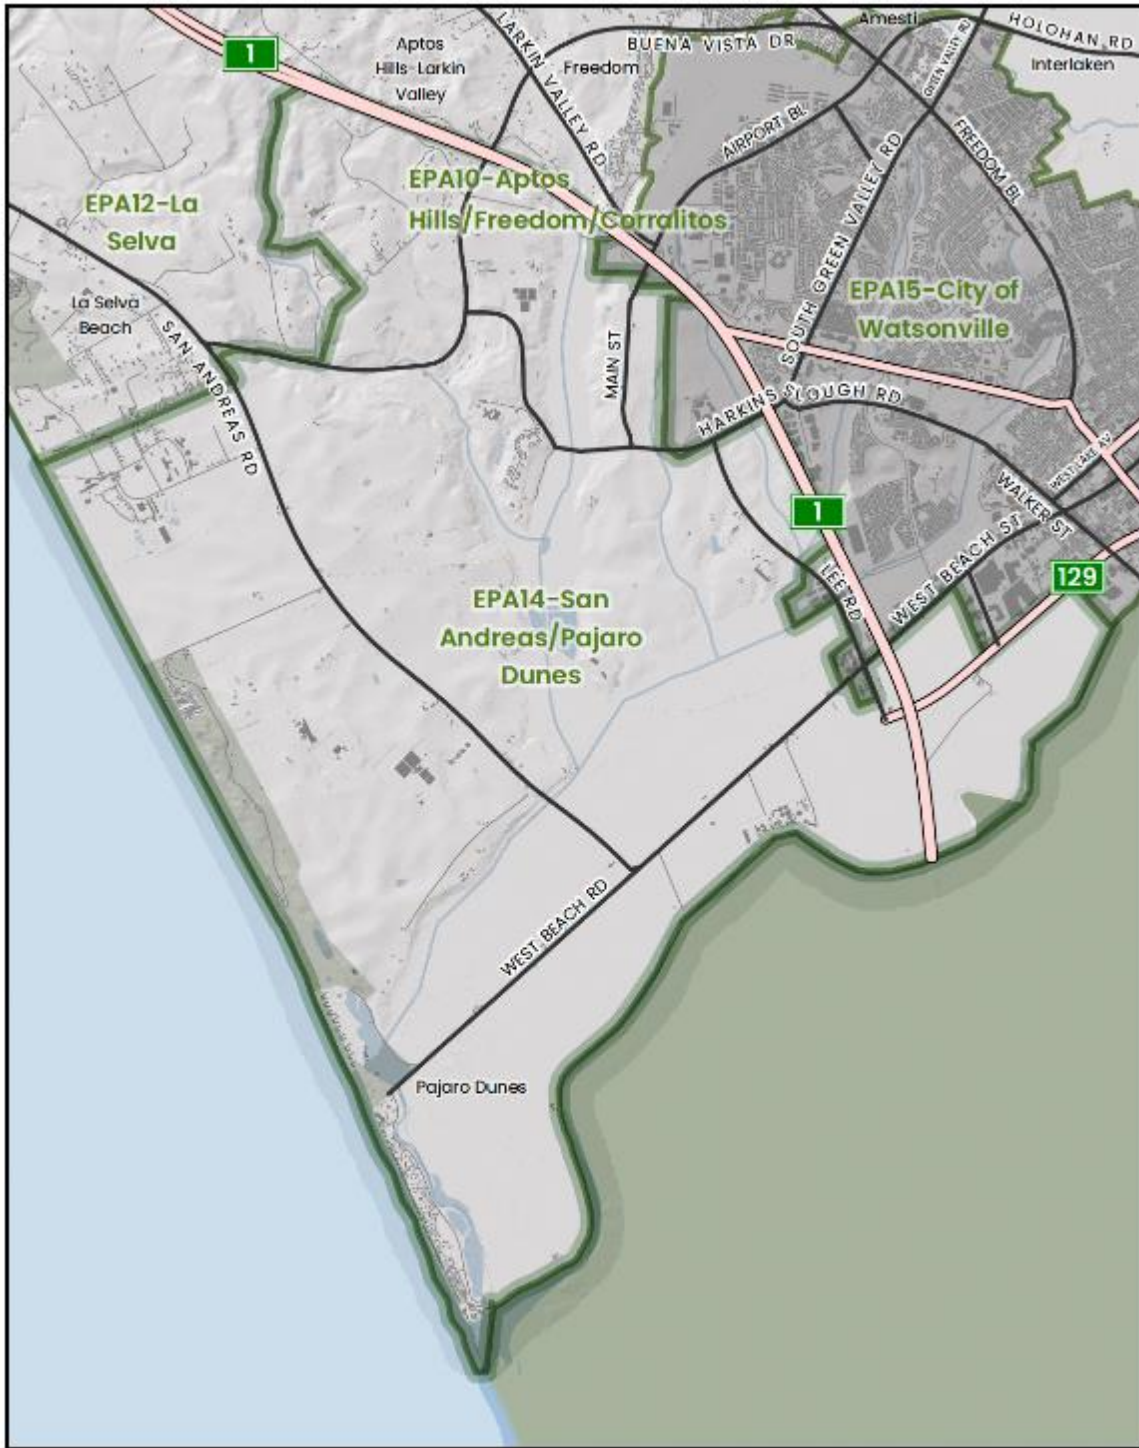 Amesti
HOLOHAN RD
Interlaken
1
Aptos
Hills-Larkin
Valley
LARKIN VALLEY RD
BUENA VISTA DR
Freedom
GREEN VALLEY RD
AIRPORT BL
FREEDOM BL
EPA12-La
Selva
EPA10-Aptos
Hills/Freedom/Corralitos
SOUTH GREEN VALLEY RD
EPA15-City of
Watsonville
La Selva
Beach
SAN ANDREAS RD
MAIN ST
HARKINS SLOUGH RD
WEST LAKE AV
WALKER ST
1
WEST BEACH ST
LEE RD
129
EPA14-San
Andreas/Pajaro
Dunes
WEST BEACH RD
Pajaro Dunes